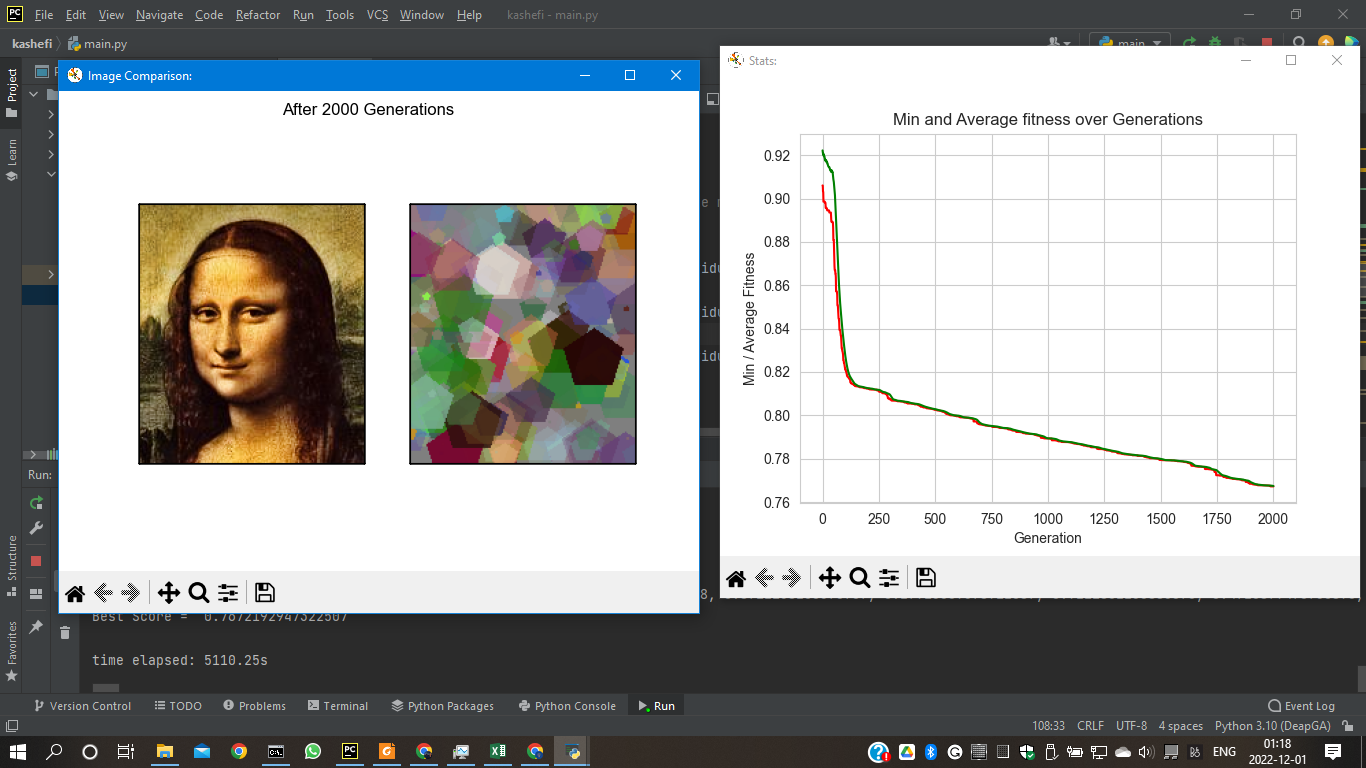 File Edit View Navigate Code Refactor Run Tools VCS Window Help kashefi - main.py
kashefi main.py
main
Project
Learn
Structure
Favorites
Image Comparison:
After 2000 Generations
Stats:
Min and Average fitness over Generations
Min / Average Fitness
0.92
0.90
0.88
0.86
0.84
0.82
0.80
0.78
0.76
0 250 500 750 1000 1250 1500 1750 2000
Generation
idu
idu
idu
Run:
8,
Best Score = 0.7672192947322507
time elapsed: 5110.25s
Version Control TODO Problems Terminal Python Packages Python Console Run Event Log
108:33 CRLF UTF-8 4 spaces Python 3.10 (DeapGA)
ENG
01:18
2022-12-01